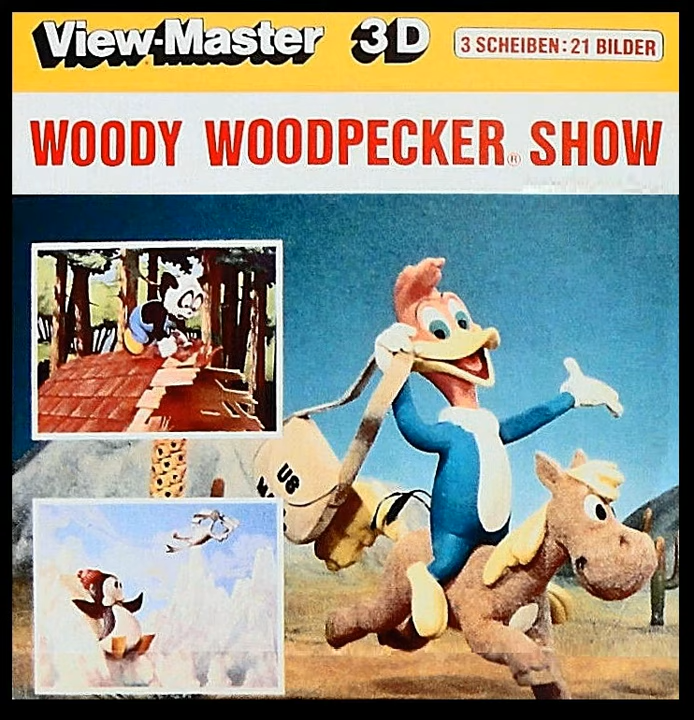 View-Master 3D
3 SCHEIBEN: 21 BILDER
WOODY WOODPECKER® SHOW
US